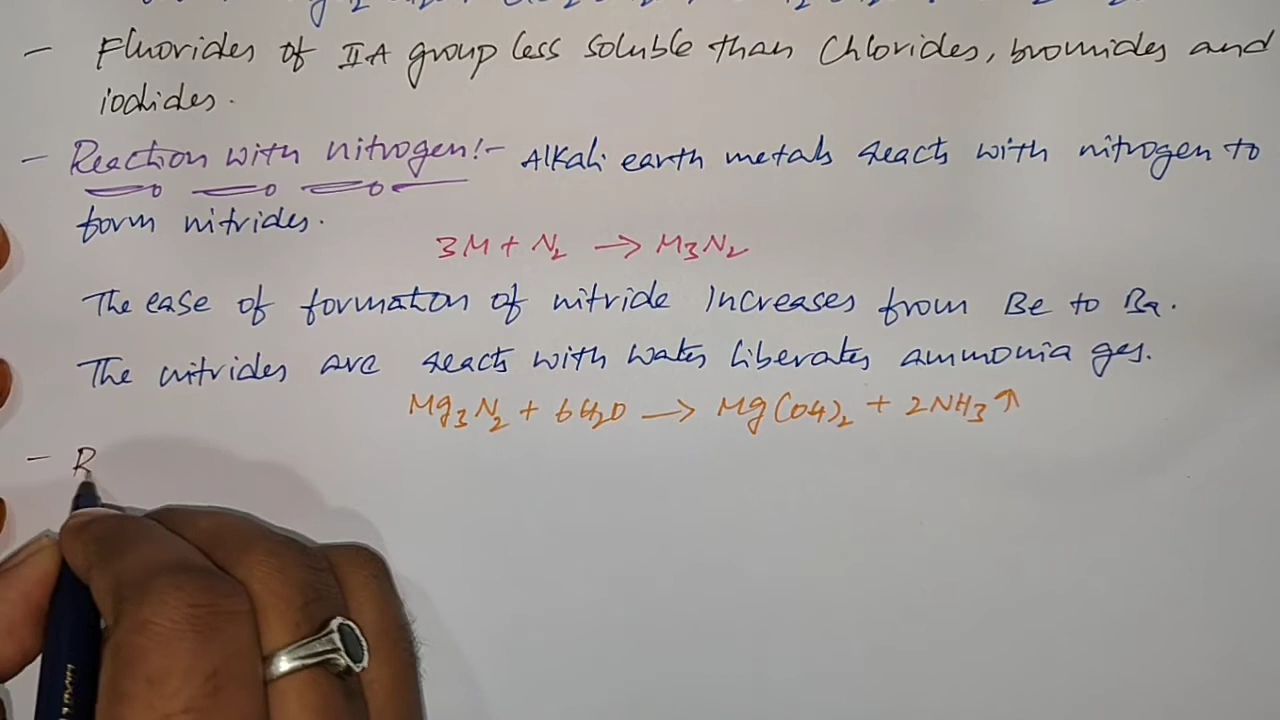 – Fluorides of IIA group less soluble than chlorides, bromides and
iodides.
– Reaction with nitrogen:- Alkali earth metals reacts with nitrogen to
form nitrides.
3M + N₂ → M₃N₂
The ease of formation of nitride increases from Be to Ba.
The nitrides are reacts with water liberates ammonia gas.
Mg₃N₂ + 6H₂O → Mg(OH)₂ + 2NH₃↑
– R